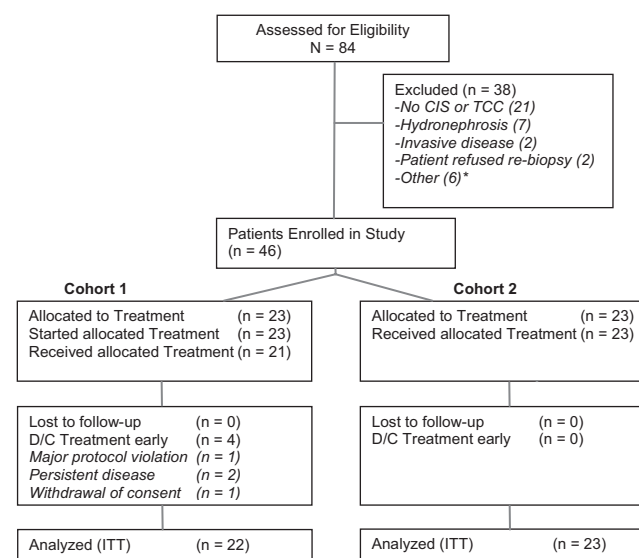 Assessed for Eligibility
N = 84
Excluded (n = 38)
-No CIS or TCC (21)
-Hydronephrosis (7)
-Invasive disease (2)
-Patient refused re-biopsy (2)
-Other (6)*
Patients Enrolled in Study
(n = 46)
Cohort 1
Allocated to Treatment (n = 23)
Started allocated Treatment (n = 23)
Received allocated Treatment (n = 21)
Lost to follow-up (n = 0)
D/C Treatment early (n = 4)
Major protocol violation (n = 1)
Persistent disease (n = 2)
Withdrawal of consent (n = 1)
Analyzed (ITT) (n = 22)
Cohort 2
Allocated to Treatment (n = 23)
Received allocated Treatment (n = 23)
Lost to follow-up (n = 0)
D/C Treatment early (n = 0)
Analyzed (ITT) (n = 23)